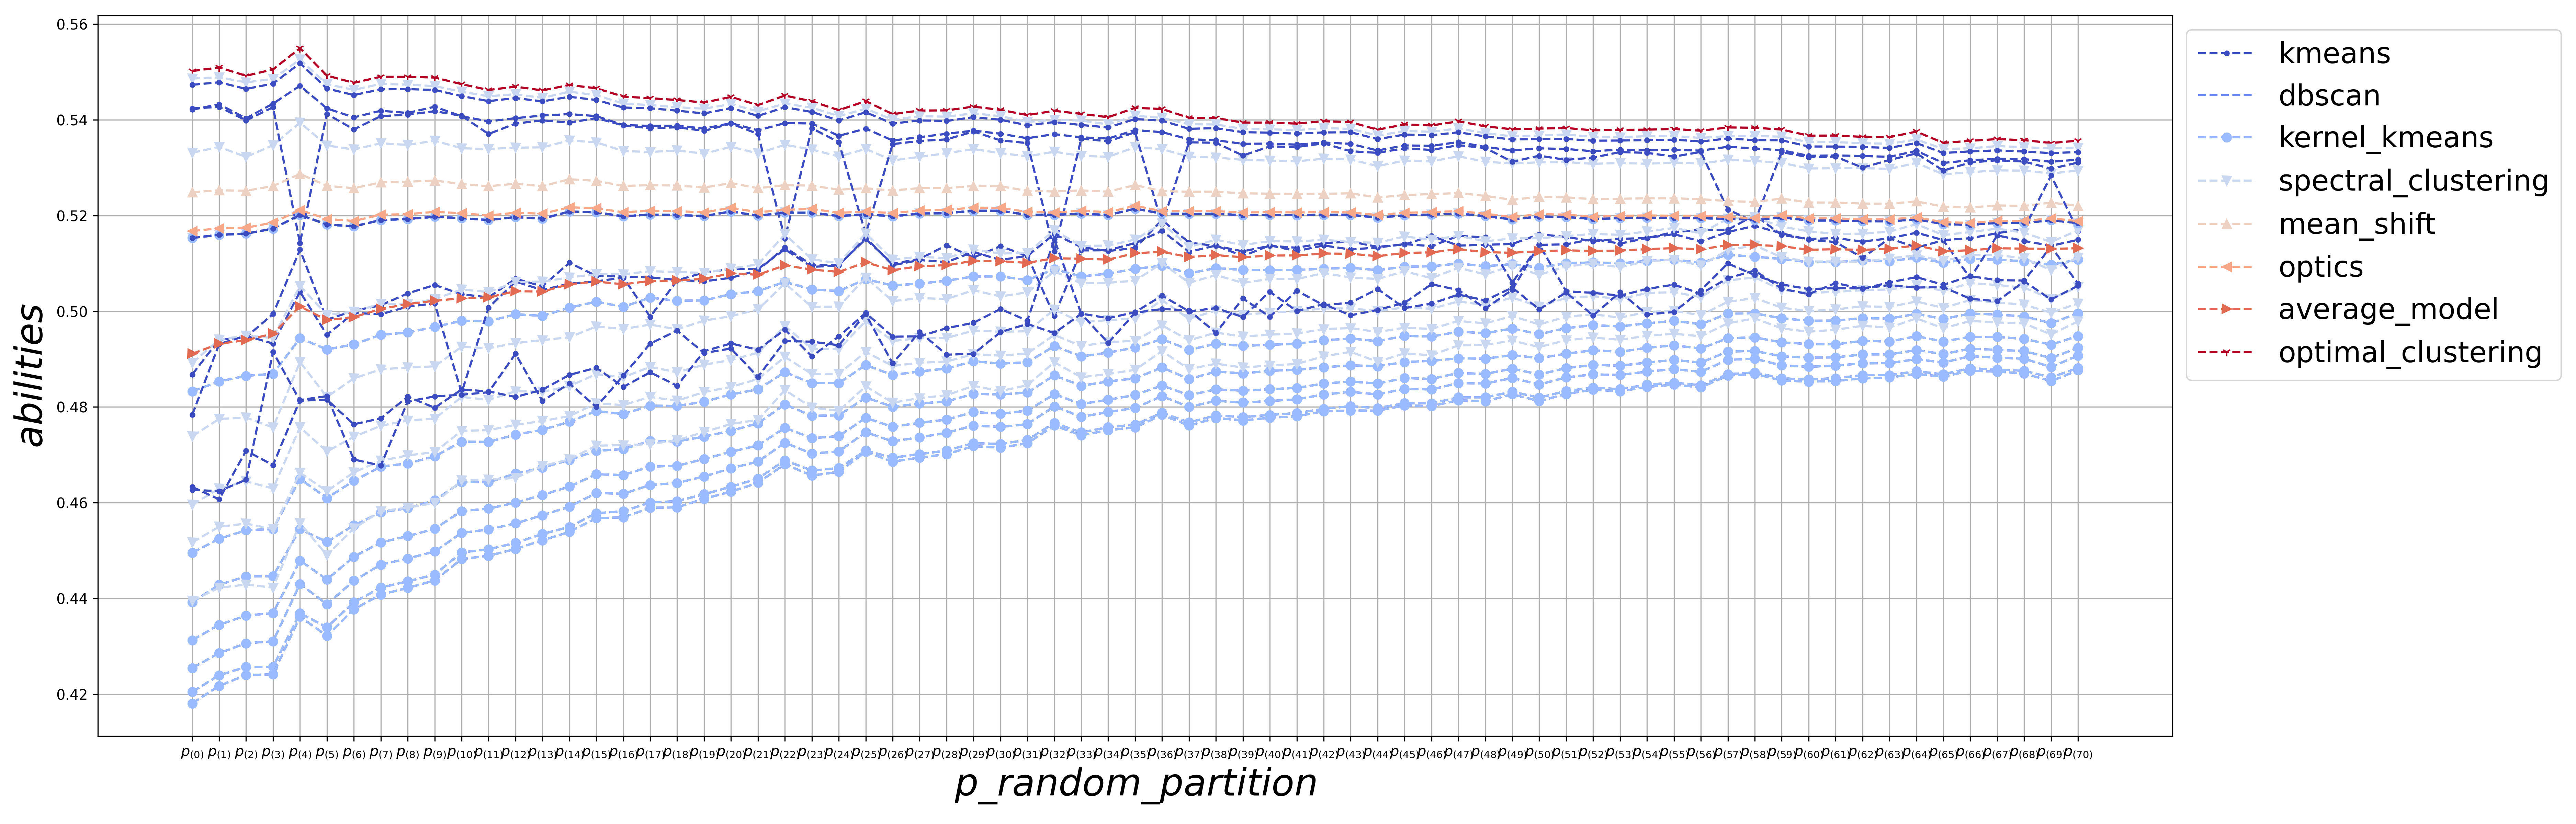 0.56
0.54
0.52
0.50
0.48
0.46
0.44
0.42
abilities
p(0) p(1) p(2) p(3) p(4) p(5) p(6) p(7) p(8) p(9) p(10) p(11) p(12) p(13) p(14) p(15) p(16) p(17) p(18) p(19) p(20) p(21) p(22) p(23) p(24) p(25) p(26) p(27) p(28) p(29) p(30) p(31) p(32) p(33) p(34) p(35) p(36) p(37) p(38) p(39) p(40) p(41) p(42) p(43) p(44) p(45) p(46) p(47) p(48) p(49) p(50) p(51) p(52) p(53) p(54) p(55) p(56) p(57) p(58) p(59) p(60) p(61) p(62) p(63) p(64) p(65) p(66) p(67) p(68) p(69) p(70)
p_random_partition
kmeans
dbscan
kernel_kmeans
spectral_clustering
mean_shift
optics
average_model
optimal_clustering